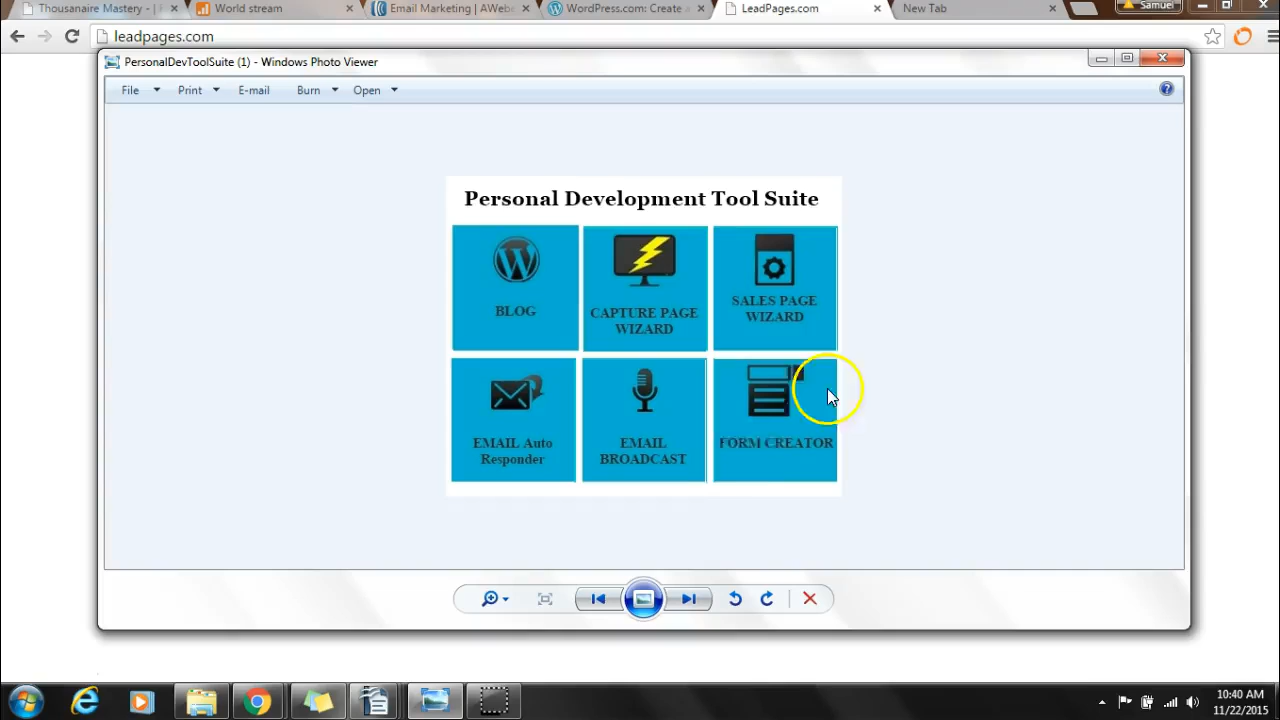 Thousanaire Mastery - |
World stream
Email Marketing | AWebe
WordPress.com: Create a
LeadPages.com
New Tab
Samuel
leadpages.com
PersonalDevToolSuite (1) - Windows Photo Viewer
File Print E-mail Burn Open
Personal Development Tool Suite
BLOG
CAPTURE PAGE
WIZARD
SALES PAGE
WIZARD
EMAIL Auto
Responder
EMAIL
BROADCAST
FORM CREATOR
10:40 AM
11/22/2015